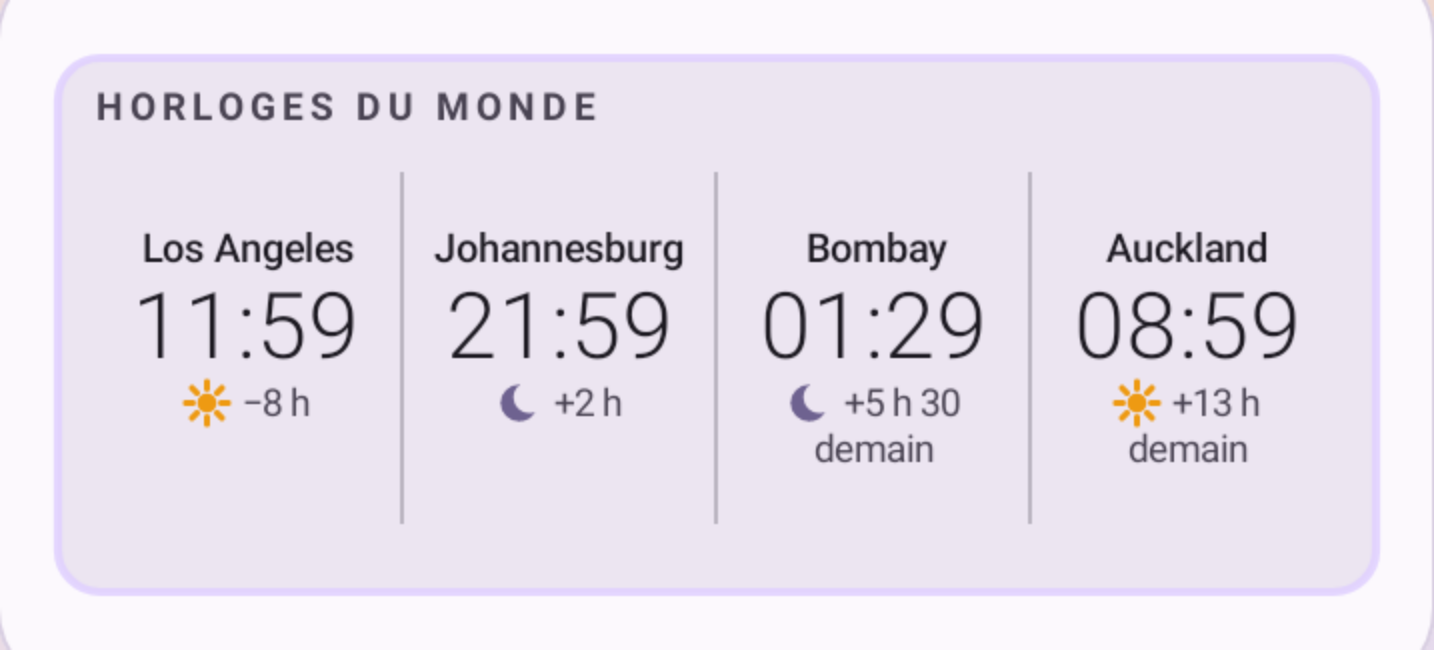 HORLOGES DU MONDE
Los Angeles
11:59
−8 h
Johannesburg
21:59
+2 h
Bombay
01:29
+5 h 30
demain
Auckland
08:59
+13 h
demain